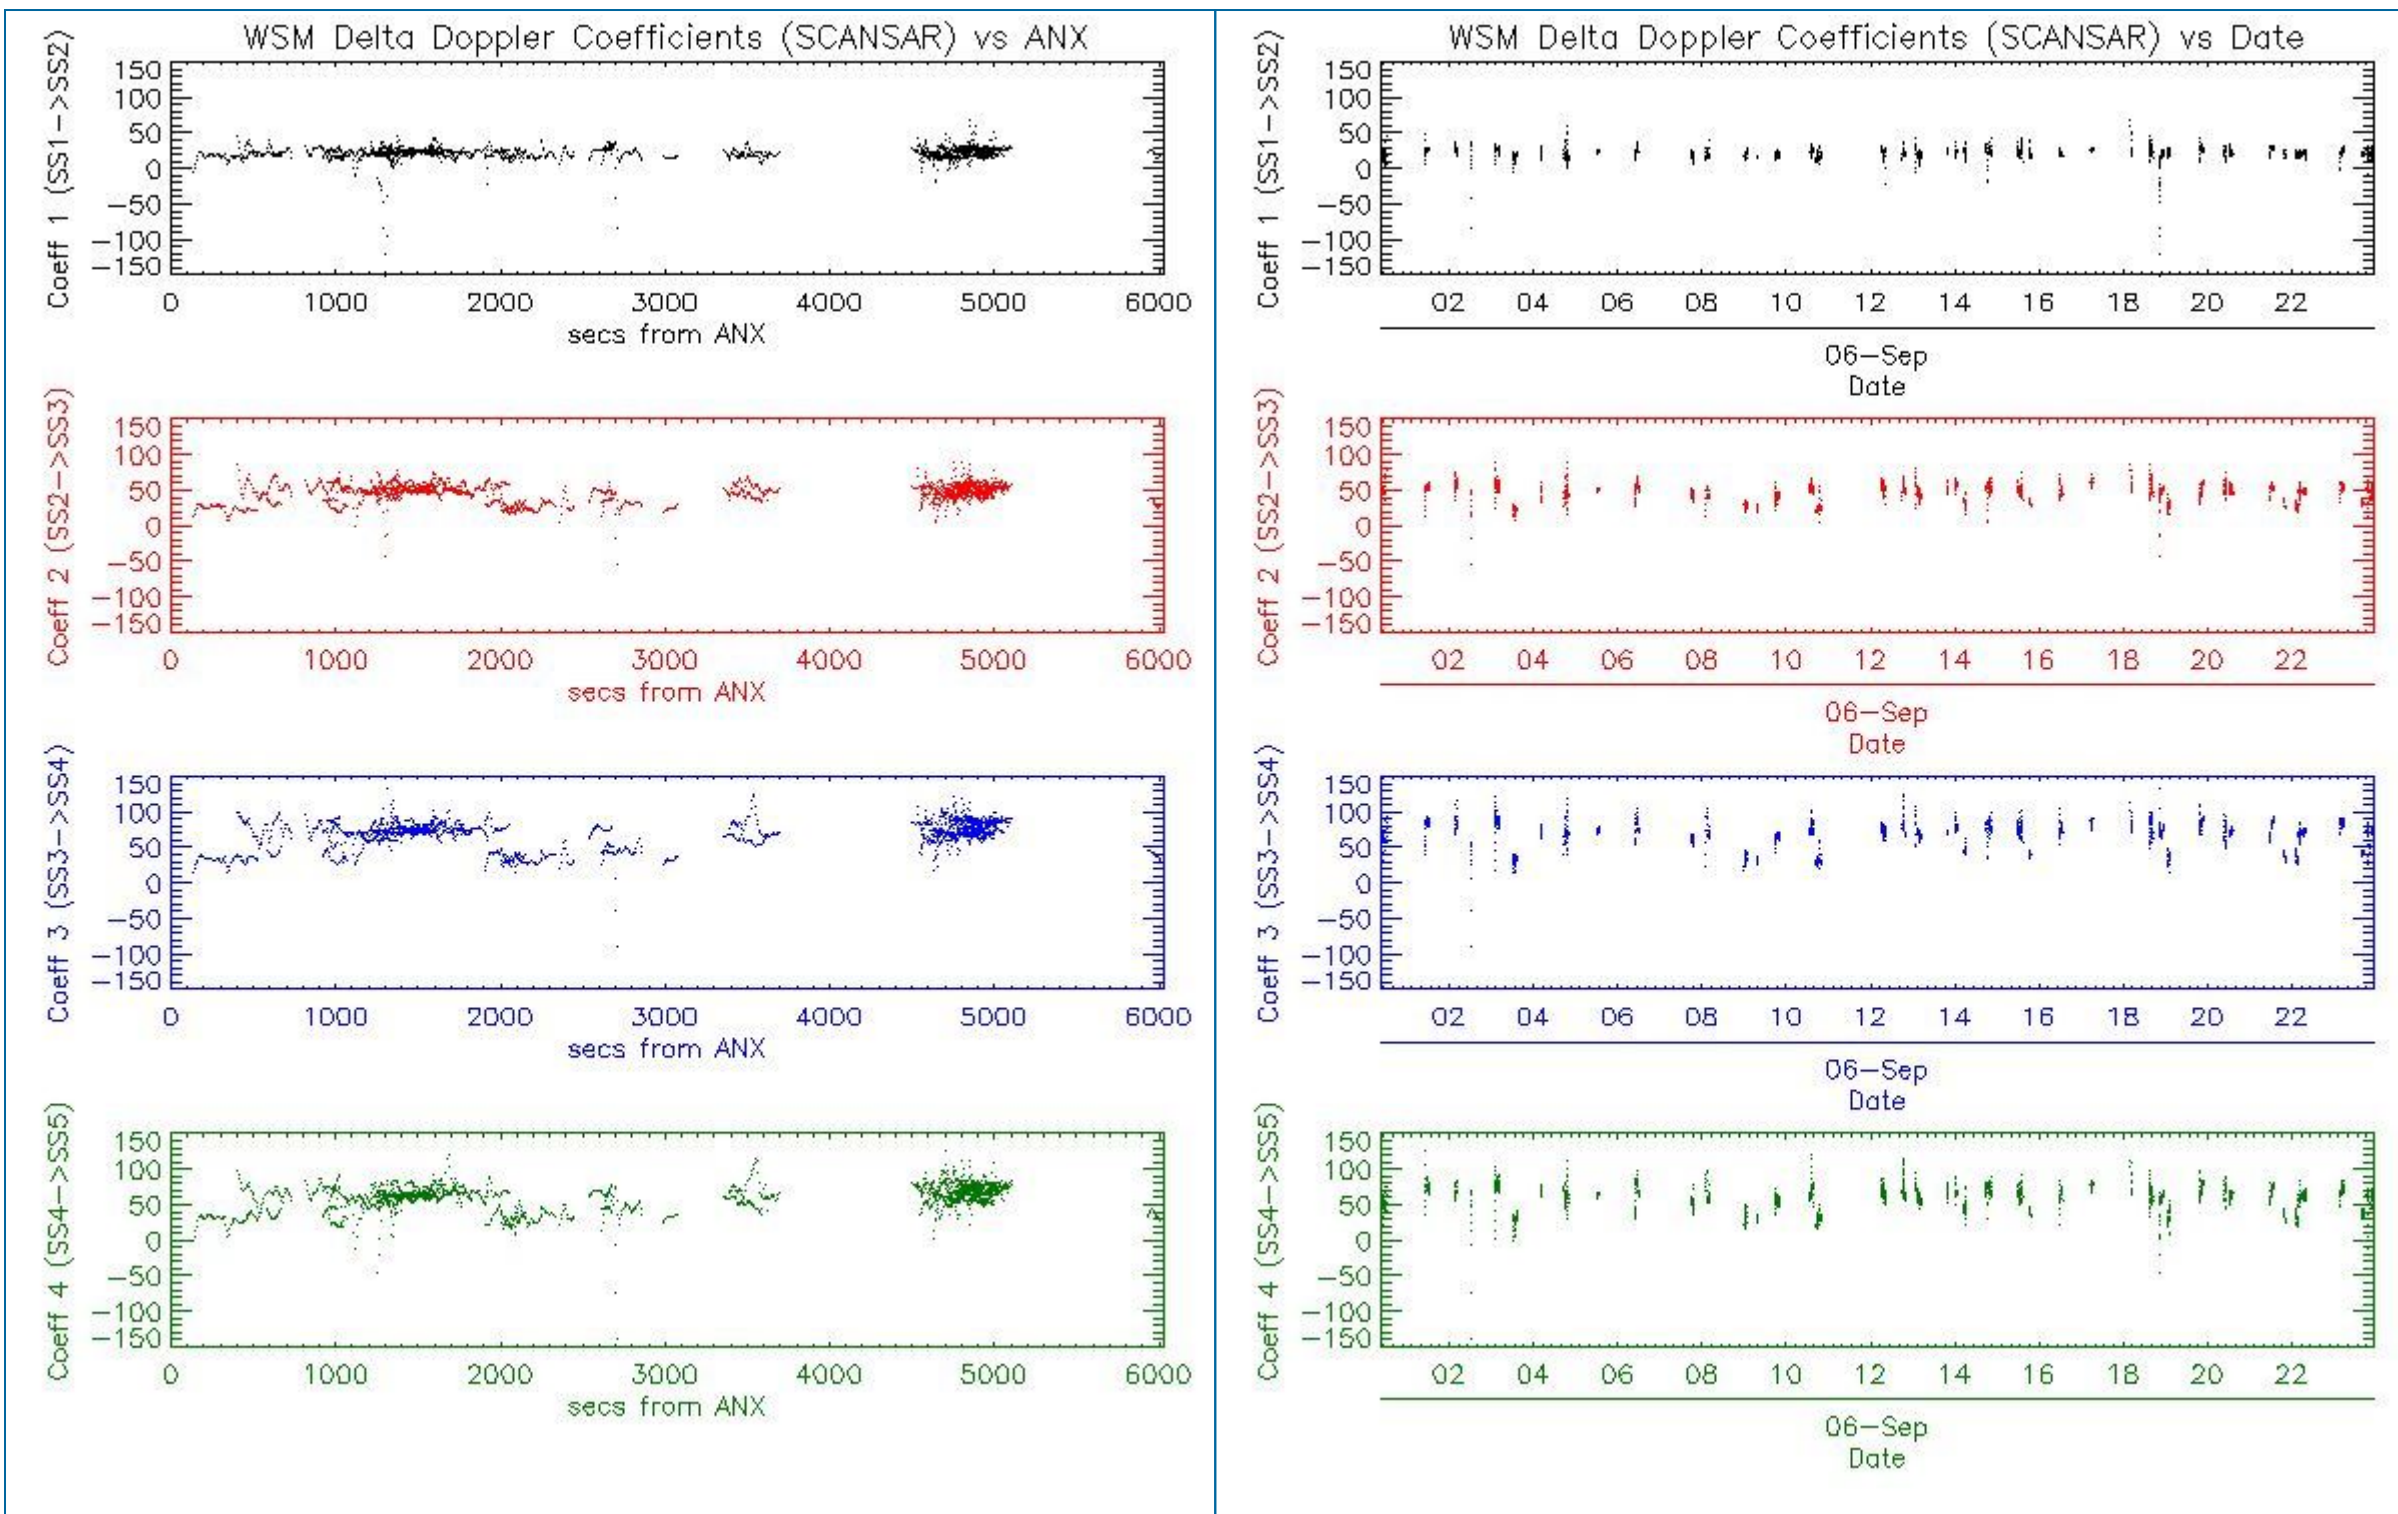 WSM Delta Doppler Coefficients (SCANSAR) vs ANX
Coeff 1 (SS1->SS2)
150
100
50
0
-50
-100
-150
0 1000 2000 3000 4000 5000 6000
secs from ANX
Coeff 2 (SS2->SS3)
150
100
50
0
-50
-100
-150
0 1000 2000 3000 4000 5000 6000
secs from ANX
Coeff 3 (SS3->SS4)
150
100
50
0
-50
-100
-150
0 1000 2000 3000 4000 5000 6000
secs from ANX
Coeff 4 (SS4->SS5)
150
100
50
0
-50
-100
-150
0 1000 2000 3000 4000 5000 6000
secs from ANX
WSM Delta Doppler Coefficients (SCANSAR) vs Date
Coeff 1 (SS1->SS2)
150
100
50
0
-50
-100
-150
02 04 06 08 10 12 14 16 18 20 22
06-Sep
Date
Coeff 2 (SS2->SS3)
150
100
50
0
-50
-100
-150
02 04 06 08 10 12 14 16 18 20 22
06-Sep
Date
Coeff 3 (SS3->SS4)
150
100
50
0
-50
-100
-150
02 04 06 08 10 12 14 16 18 20 22
06-Sep
Date
Coeff 4 (SS4->SS5)
150
100
50
0
-50
-100
-150
02 04 06 08 10 12 14 16 18 20 22
06-Sep
Date